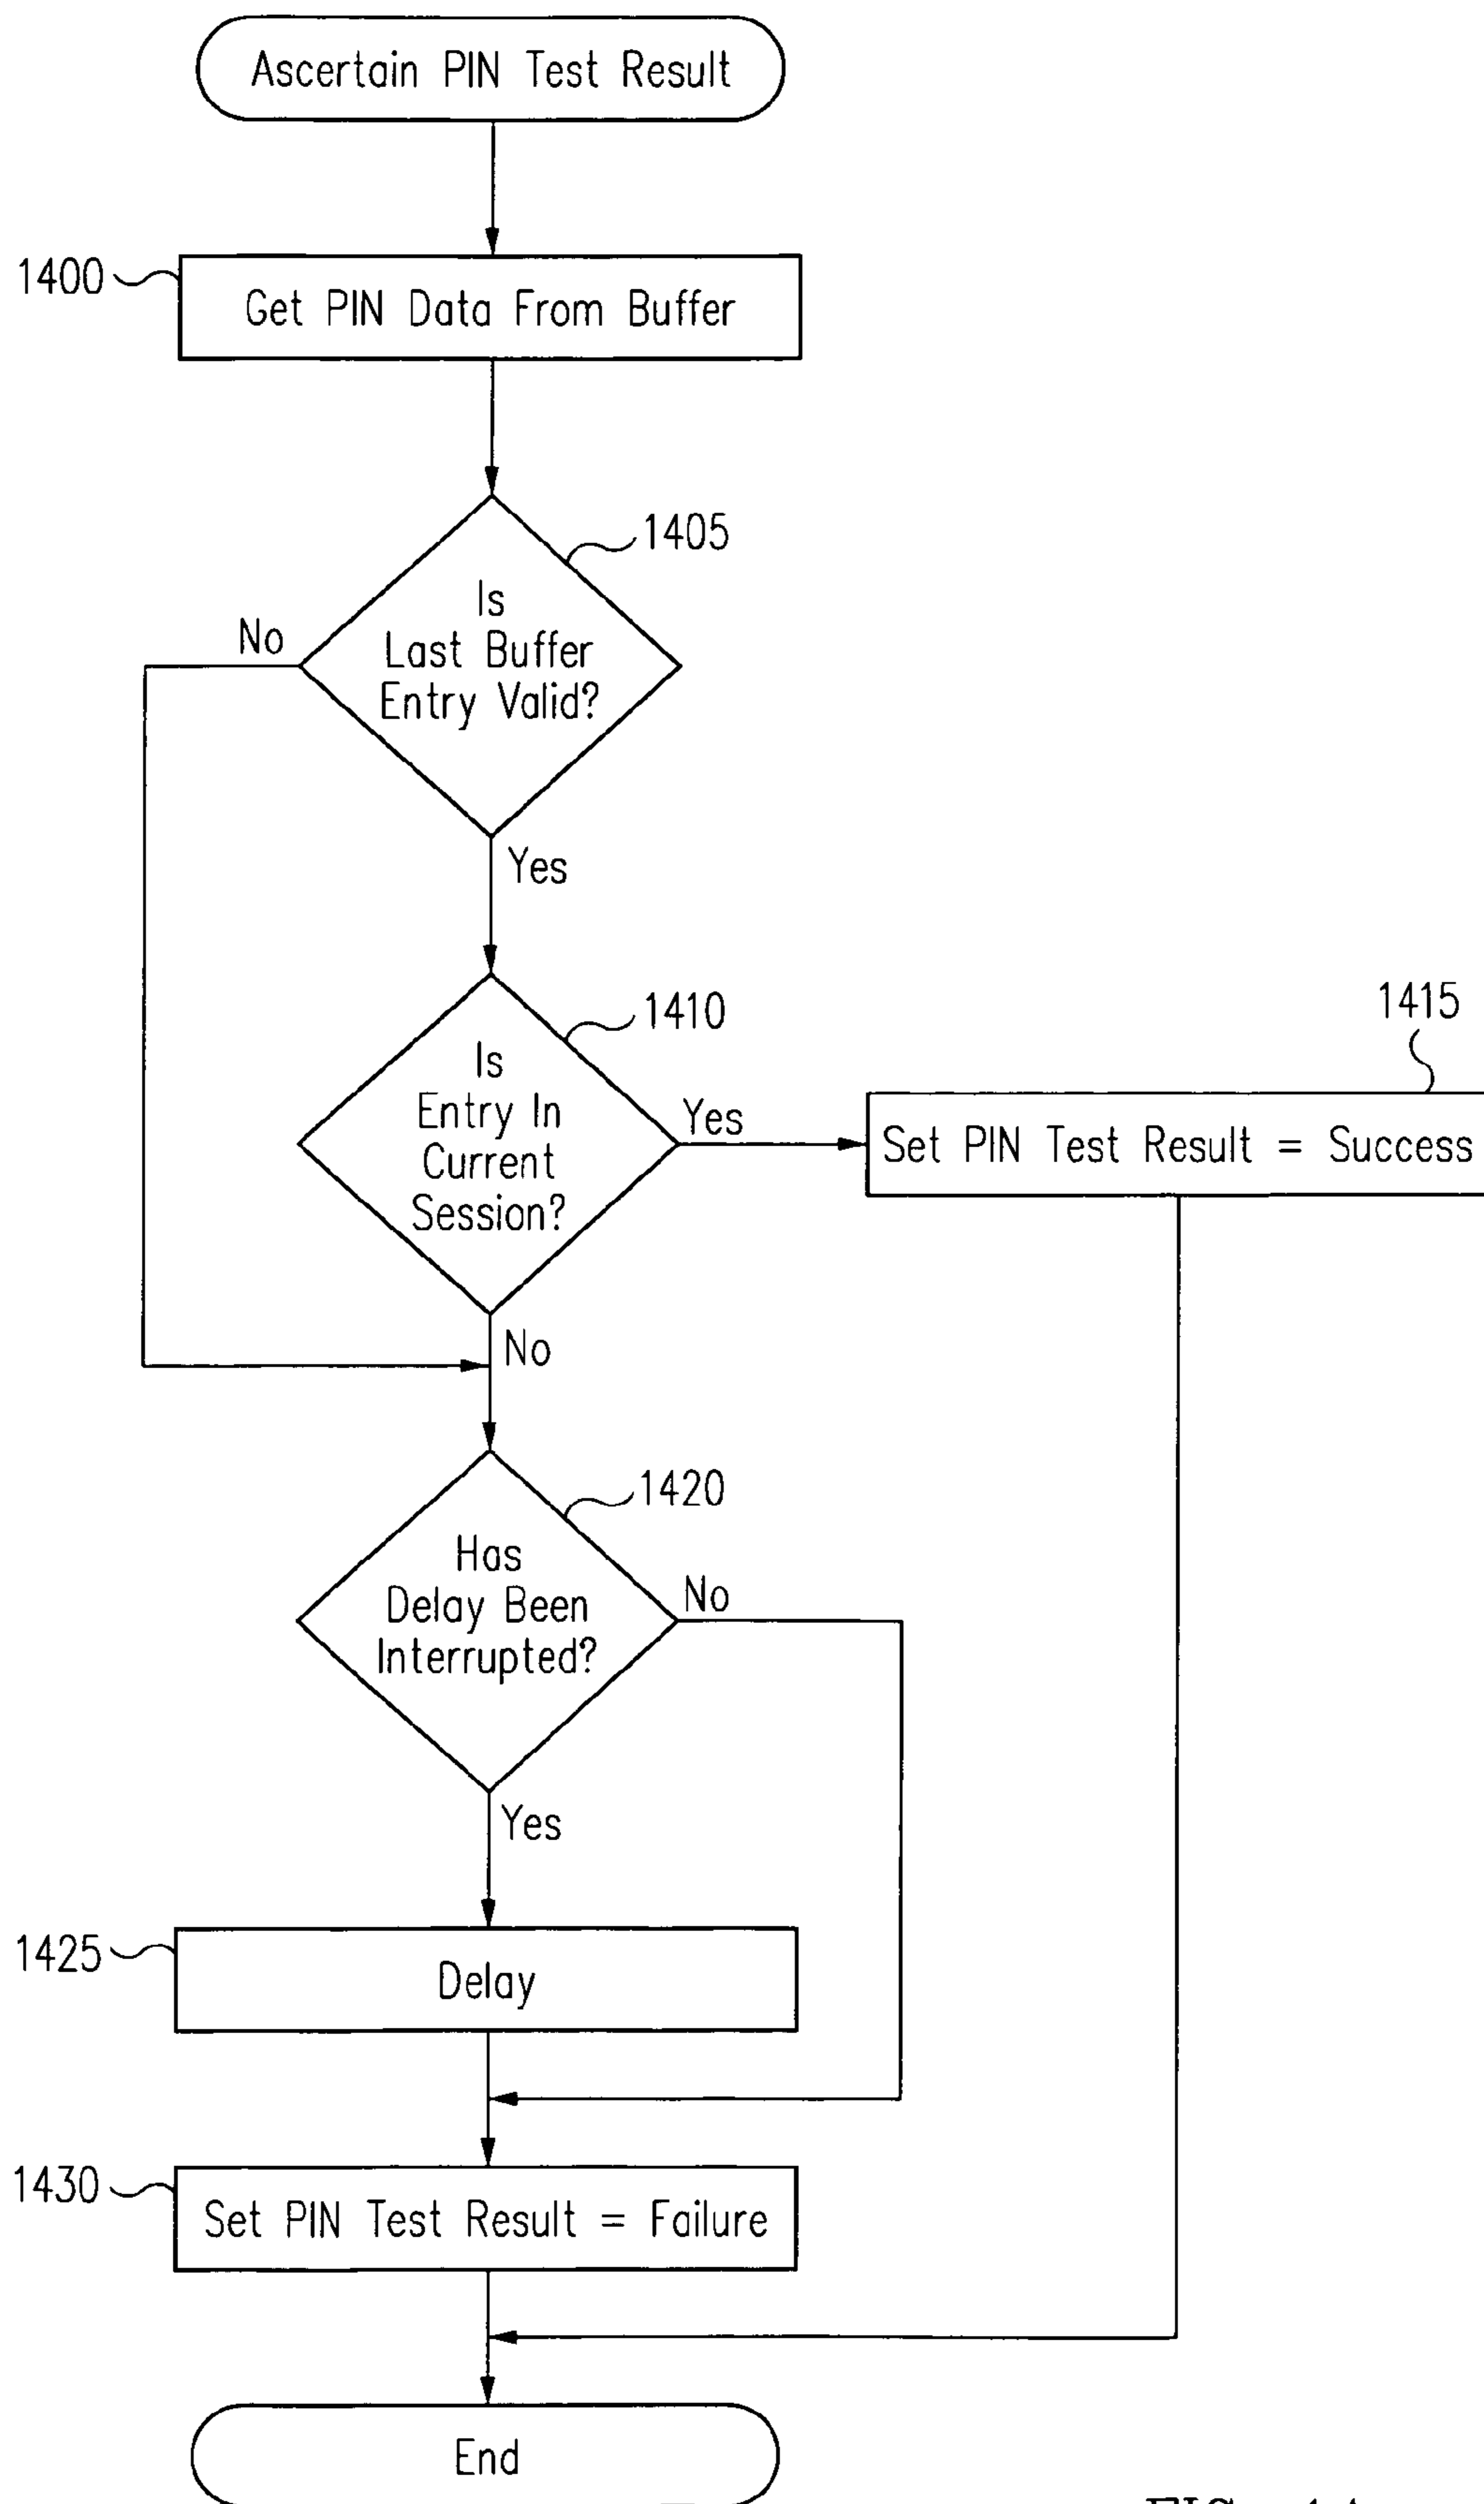 Ascertain PIN Test Result
1400
Get PIN Data From Buffer
1405
Is
Last Buffer
Entry Valid?
No
Yes
1410
Is
Entry In
Current
Session?
Yes
1415
Set PIN Test Result = Success
No
1420
Has
Delay Been
Interrupted?
No
Yes
1425
Delay
1430
Set PIN Test Result = Failure
End